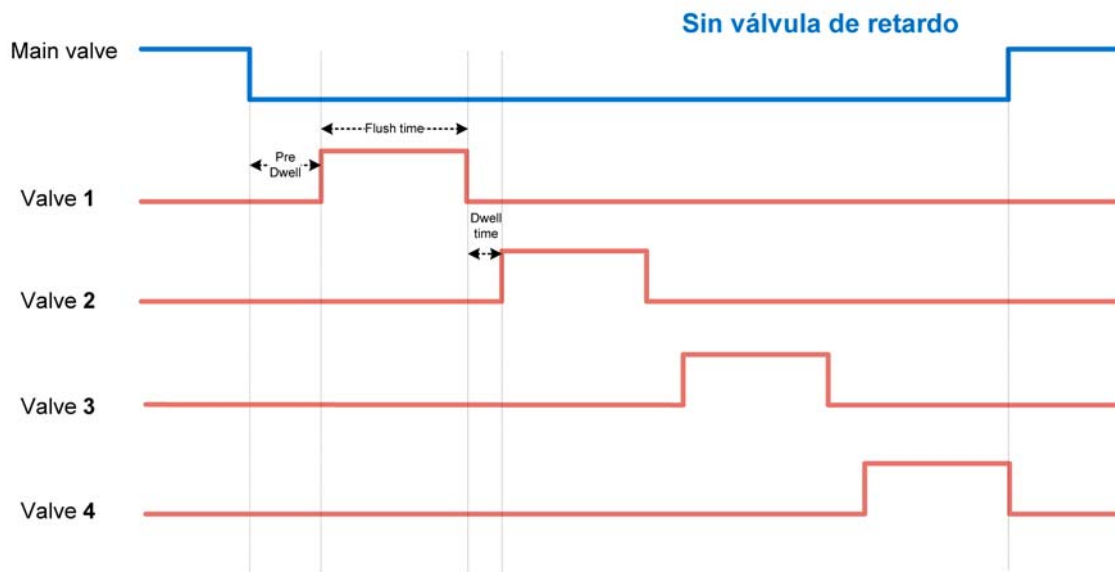 Sin válvula de retardo
Main valve
Flush time
Pre
Dwell
Valve 1
Dwell
time
Valve 2
Valve 3
Valve 4